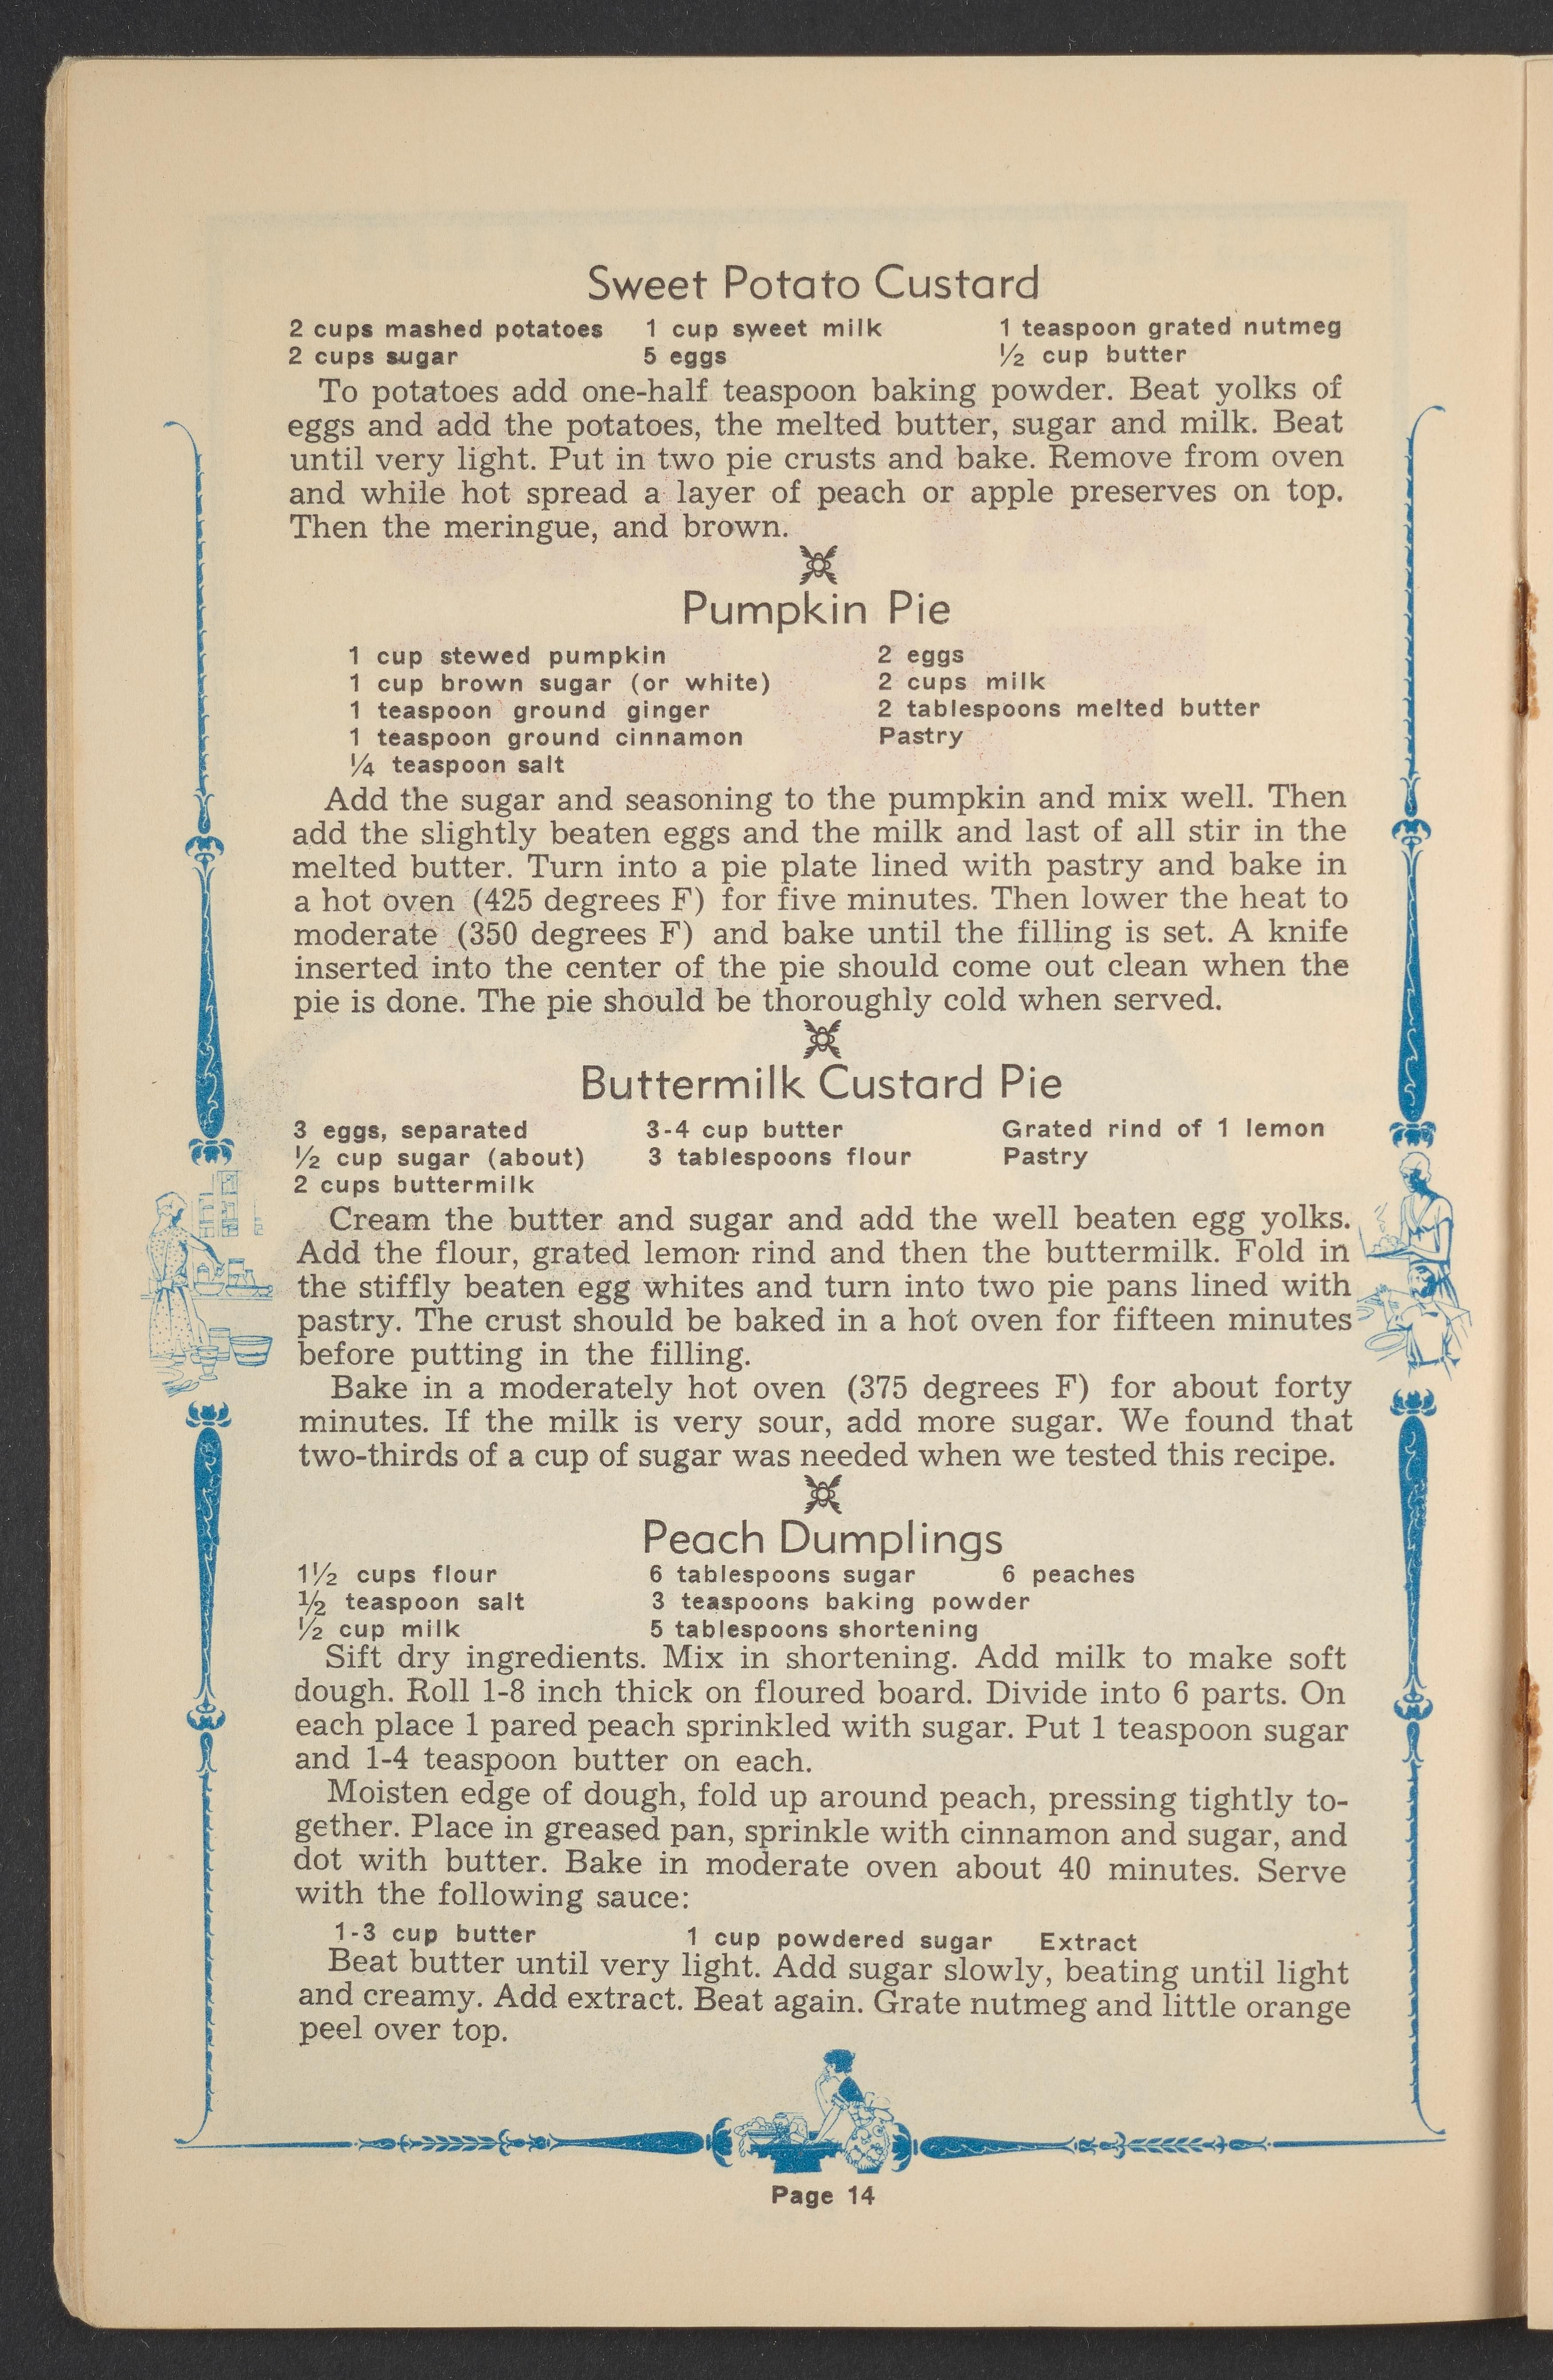 Sweet Potato Custard
2 cups mashed potatoes 1 cup sweet milk 1 teaspoon grated nutmeg
2 cups sugar 5 eggs ½ cup butter
To potatoes add one-half teaspoon baking powder. Beat yolks of
eggs and add the potatoes, the melted butter, sugar and milk. Beat
until very light. Put in two pie crusts and bake. Remove from oven
and while hot spread a layer of peach or apple preserves on top.
Then the meringue, and brown.
Pumpkin Pie
1 cup stewed pumpkin 2 eggs
1 cup brown sugar (or white) 2 cups milk
1 teaspoon ground ginger 2 tablespoons melted butter
1 teaspoon ground cinnamon Pastry
¼ teaspoon salt
Add the sugar and seasoning to the pumpkin and mix well. Then
add the slightly beaten eggs and the milk and last of all stir in the
melted butter. Turn into a pie plate lined with pastry and bake in
a hot oven (425 degrees F) for five minutes. Then lower the heat to
moderate (350 degrees F) and bake until the filling is set. A knife
inserted into the center of the pie should come out clean when the
pie is done. The pie should be thoroughly cold when served.
Buttermilk Custard Pie
3 eggs, separated 3-4 cup butter Grated rind of 1 lemon
½ cup sugar (about) 3 tablespoons flour Pastry
2 cups buttermilk
Cream the butter and sugar and add the well beaten egg yolks.
Add the flour, grated lemon rind and then the buttermilk. Fold in
the stiffly beaten egg whites and turn into two pie pans lined with
pastry. The crust should be baked in a hot oven for fifteen minutes
before putting in the filling.
Bake in a moderately hot oven (375 degrees F) for about forty
minutes. If the milk is very sour, add more sugar. We found that
two-thirds of a cup of sugar was needed when we tested this recipe.
Peach Dumplings
1½ cups flour 6 tablespoons sugar 6 peaches
½ teaspoon salt 3 teaspoons baking powder
½ cup milk 5 tablespoons shortening
Sift dry ingredients. Mix in shortening. Add milk to make soft
dough. Roll 1-8 inch thick on floured board. Divide into 6 parts. On
each place 1 pared peach sprinkled with sugar. Put 1 teaspoon sugar
and 1-4 teaspoon butter on each.
Moisten edge of dough, fold up around peach, pressing tightly to-
gether. Place in greased pan, sprinkle with cinnamon and sugar, and
dot with butter. Bake in moderate oven about 40 minutes. Serve
with the following sauce:
1-3 cup butter 1 cup powdered sugar Extract
Beat butter until very light. Add sugar slowly, beating until light
and creamy. Add extract. Beat again. Grate nutmeg and little orange
peel over top.
Page 14